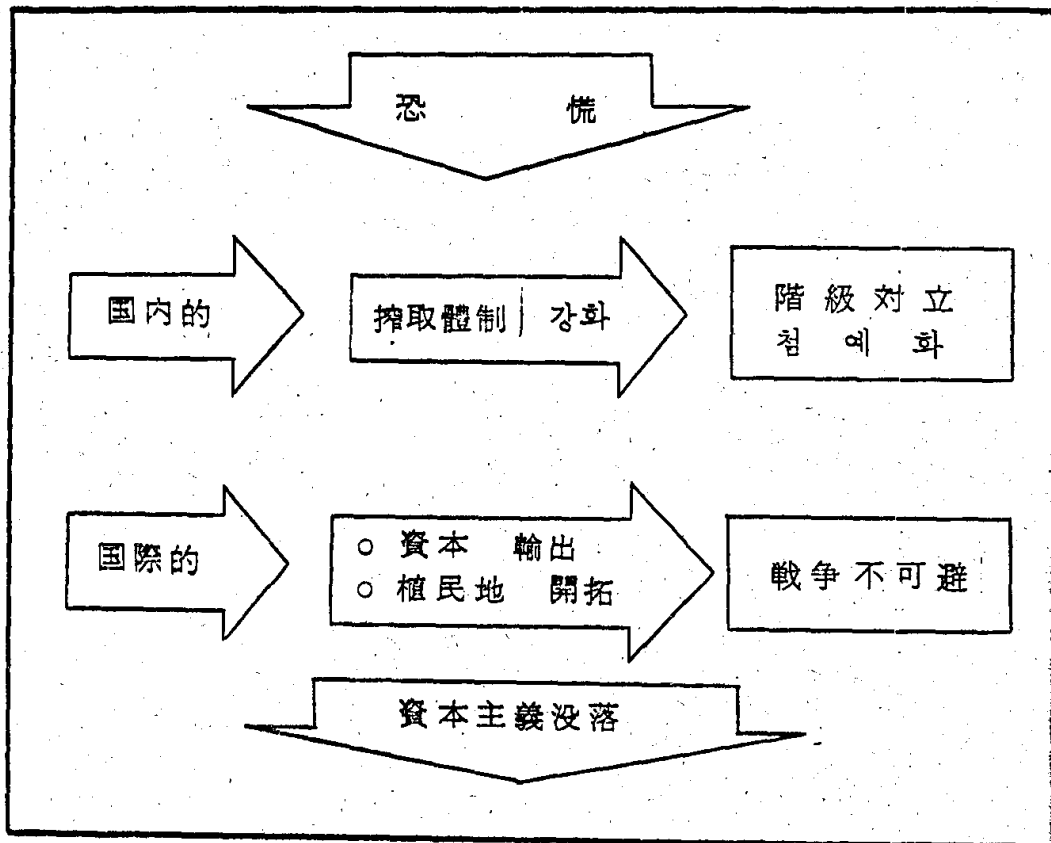 恐 慌
国内的
搾取體制 강화
階級対立
첨예화
国際的
○ 資本 輸出
○ 植民地 開拓
戦争不可避
資本主義没落